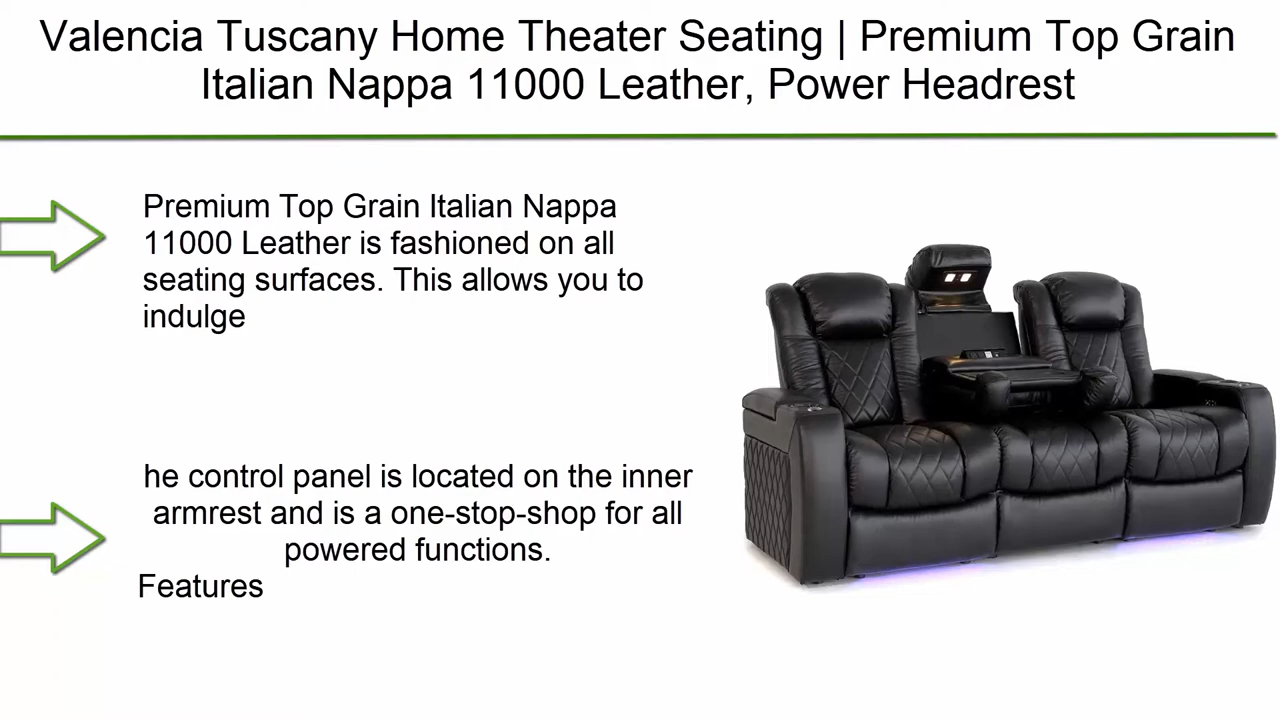 Valencia Tuscany Home Theater Seating | Premium Top Grain
Italian Nappa 11000 Leather, Power Headrest
Premium Top Grain Italian Nappa
11000 Leather is fashioned on all
seating surfaces. This allows you to
indulge
he control panel is located on the inner
armrest and is a one-stop-shop for all
powered functions.
Features